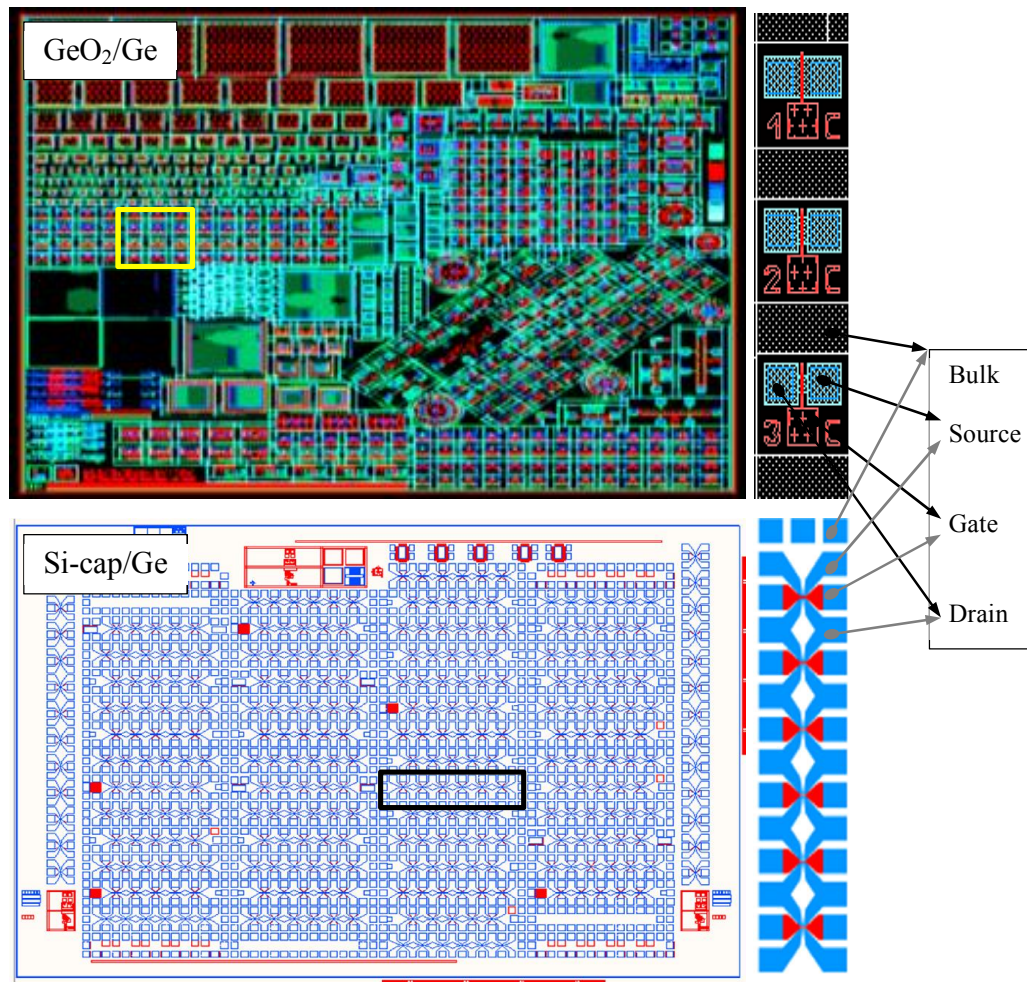 GeO₂/Ge
1 C
2 C
3 C
Bulk
Source
Gate
Drain
Si-cap/Ge